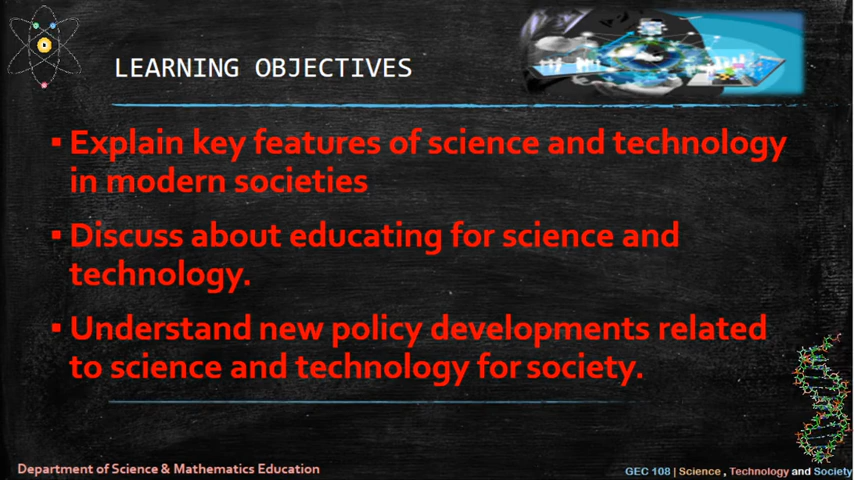 LEARNING OBJECTIVES
▪ Explain key features of science and technology
in modern societies
▪ Discuss about educating for science and
technology.
▪ Understand new policy developments related
to science and technology for society.
Department of Science & Mathematics Education
GEC 108 | Science , Technology and Society